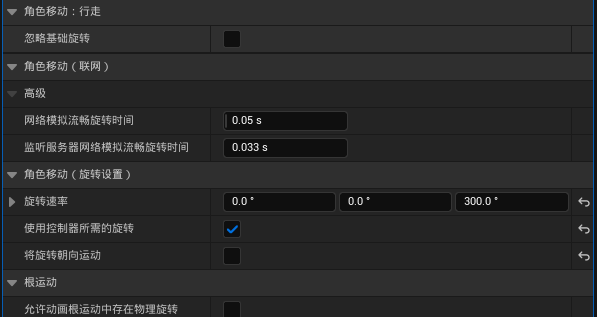 角色移动：行走
忽略基础旋转
角色移动（联网）
高级
网络模拟流畅旋转时间 0.05 s
监听服务器网络模拟流畅旋转时间 0.033 s
角色移动（旋转设置）
旋转速率 0.0 ° 0.0 ° 300.0 °
使用控制器所需的旋转
将旋转朝向运动
根运动
允许动画根运动中存在物理旋转